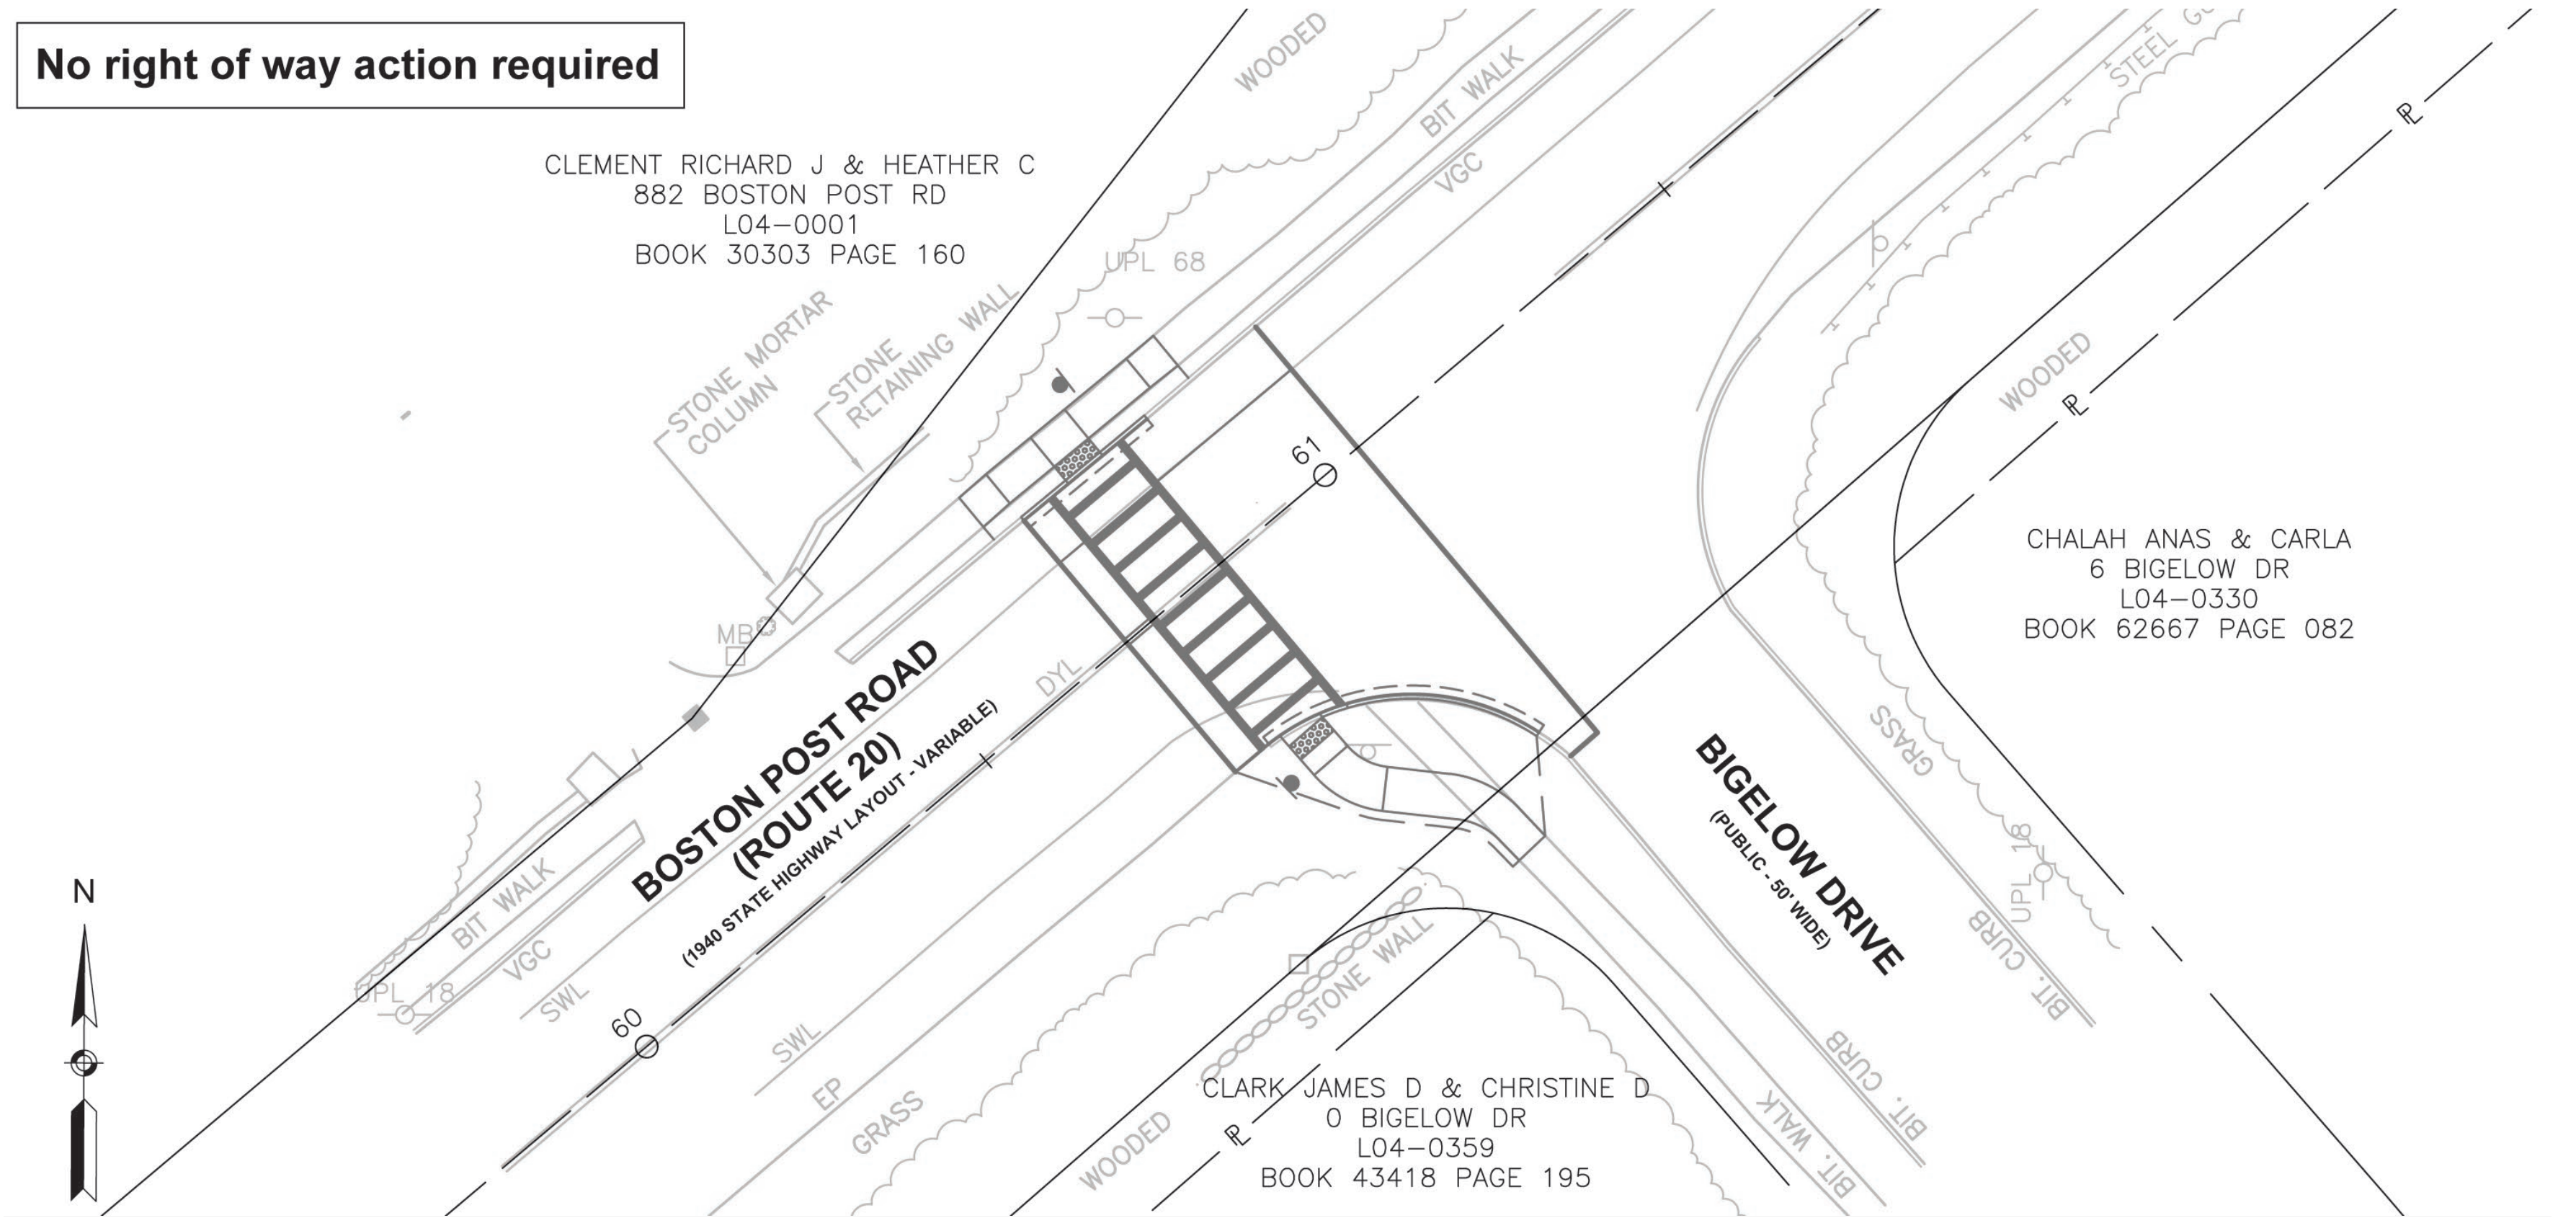 No right of way action required
CLEMENT RICHARD J & HEATHER C
882 BOSTON POST RD
L04-0001
BOOK 30303 PAGE 160
WOODED
BIT WALK
VGC
STEEL
UPL 68
STONE MORTAR
COLUMN
STONE
RETAINING WALL
61
WOODED
CHALAH ANAS & CARLA
6 BIGELOW DR
L04-0330
BOOK 62667 PAGE 082
MB
BOSTON POST ROAD
(ROUTE 20)
(1940 STATE HIGHWAY LAYOUT - VARIABLE)
DYL
BIGELOW DRIVE
(PUBLIC - 50' WIDE)
GRASS
UPL 18
BIT. CURB
BIT WALK
VGC
SWL
UPL 18
60
SWL
EP
GRASS
STONE WALL
WOODED
CLARK JAMES D & CHRISTINE D
0 BIGELOW DR
L04-0359
BOOK 43418 PAGE 195
BIT. CURB
BIT. WALK
N
PL
PL
PL